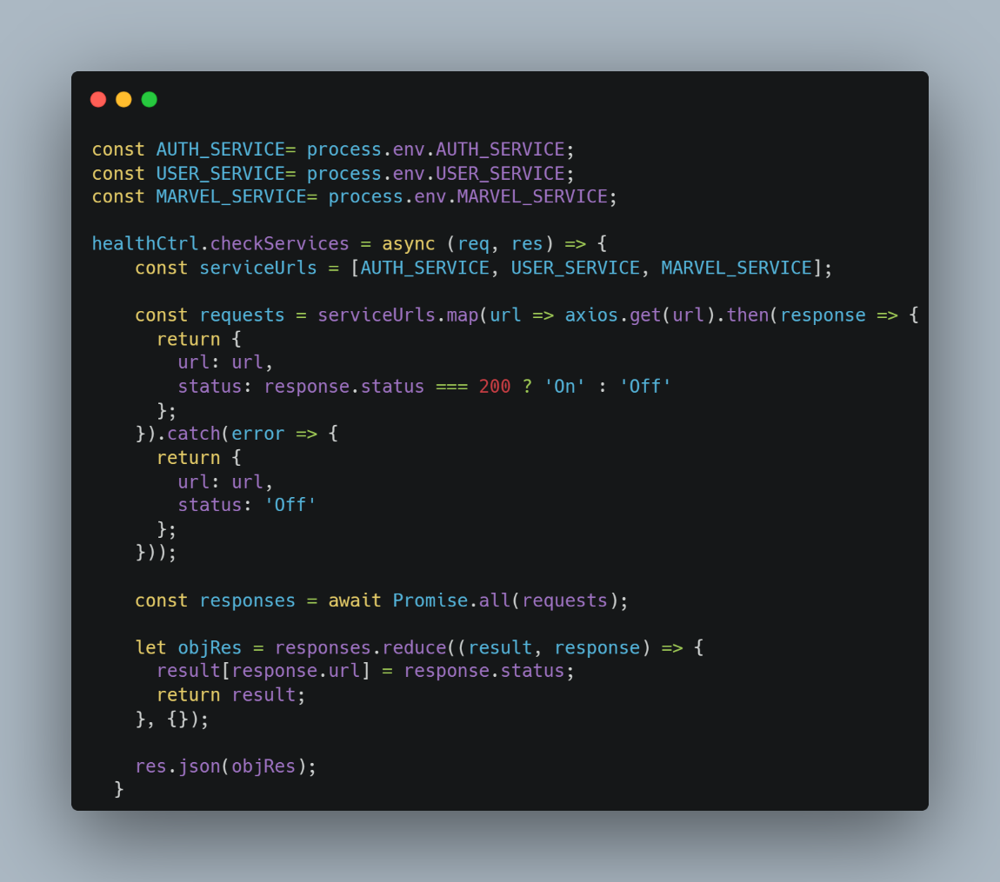 const AUTH_SERVICE= process.env.AUTH_SERVICE;
const USER_SERVICE= process.env.USER_SERVICE;
const MARVEL_SERVICE= process.env.MARVEL_SERVICE;

healthCtrl.checkServices = async (req, res) => {
    const serviceUrls = [AUTH_SERVICE, USER_SERVICE, MARVEL_SERVICE];

    const requests = serviceUrls.map(url => axios.get(url).then(response => {
      return {
        url: url,
        status: response.status === 200 ? 'On' : 'Off'
      };
    }).catch(error => {
      return {
        url: url,
        status: 'Off'
      };
    }));

    const responses = await Promise.all(requests);

    let objRes = responses.reduce((result, response) => {
      result[response.url] = response.status;
      return result;
    }, {});

    res.json(objRes);
  }